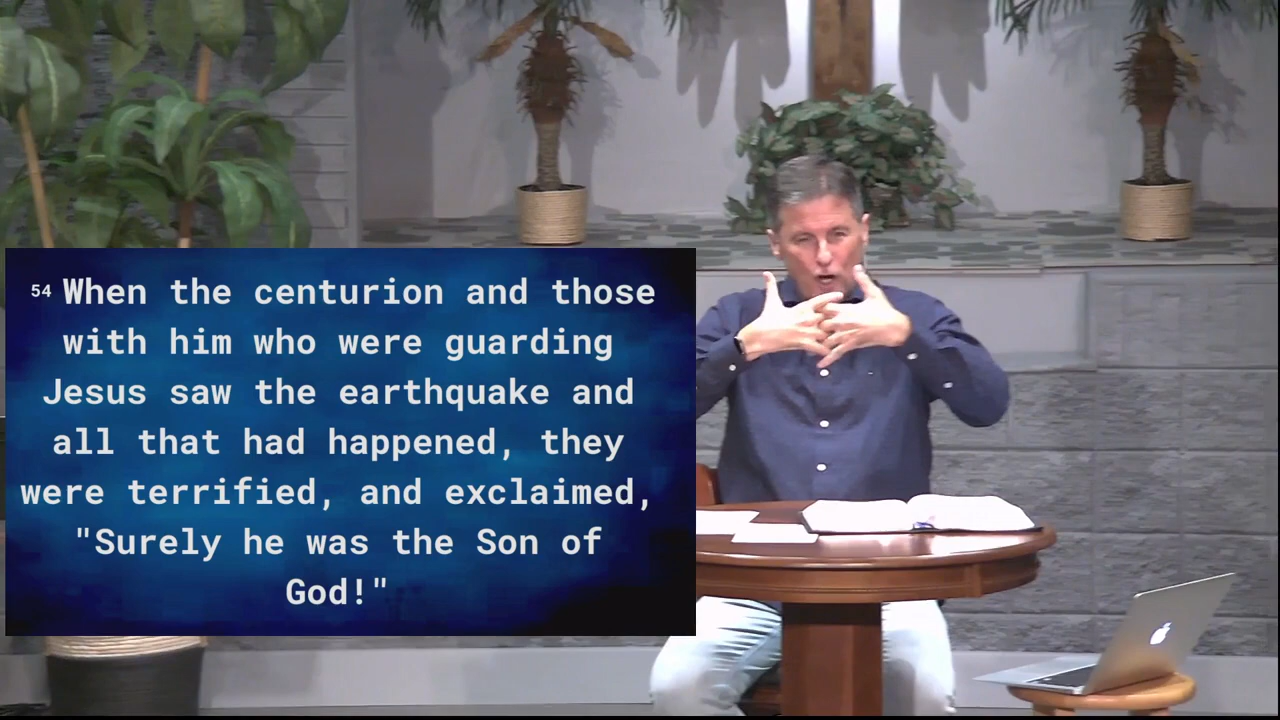 54 When the centurion and those
with him who were guarding
Jesus saw the earthquake and
all that had happened, they
were terrified, and exclaimed,
"Surely he was the Son of
God!"